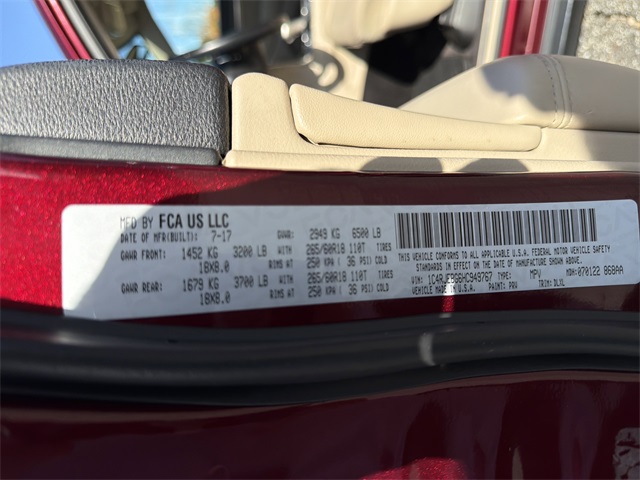 MFD BY FCA US LLC
DATE OF MFR(BUILT): 7-17 GVWR: 2949 KG 6500 LB
GAWR FRONT: 1452 KG 3200 LB WITH 265/60R18 110T TIRES
18X8.0 RIMS AT 250 KPA ( 36 PSI) COLD
GAWR REAR: 1679 KG 3700 LB WITH 265/60R18 110T TIRES
18X8.0 RIMS AT 250 KPA ( 36 PSI) COLD
THIS VEHICLE CONFORMS TO ALL APPLICABLE U.S.A. FEDERAL MOTOR VEHICLE SAFETY
STANDARDS IN EFFECT ON THE DATE OF MANUFACTURE SHOWN ABOVE.
VIN: TYPE: MPV MDH: 070122 868AA
VEHICLE MADE IN U.S.A. PAINT: PRV TRIM: DLXL